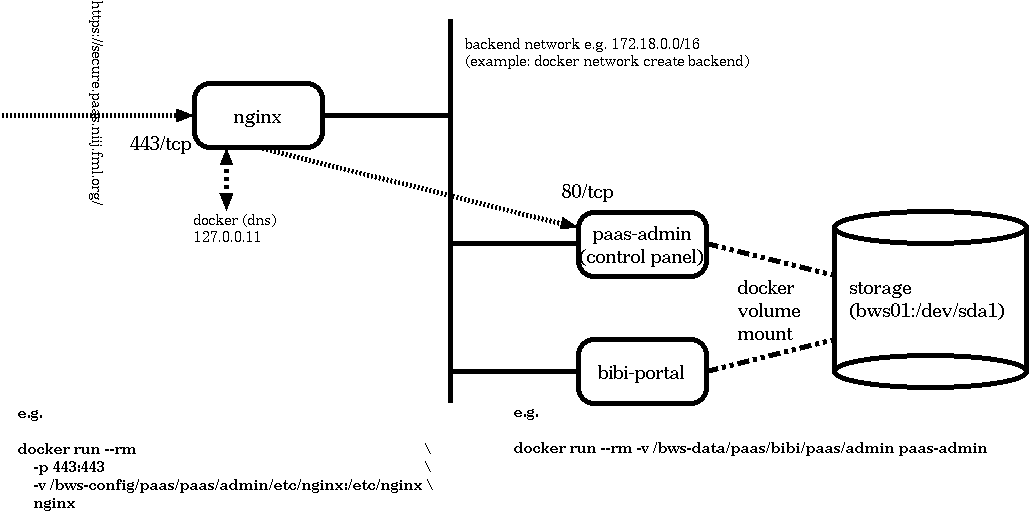 https://secure.paas.niij.fml.org/
backend network e.g. 172.18.0.0/16
(example: docker network create backend)
nginx
443/tcp
docker (dns)
127.0.0.11
80/tcp
paas-admin
(control panel)
docker
volume
mount
storage
(bws01:/dev/sda1)
bibi-portal
e.g.
docker run --rm \
-p 443:443 \
-v /bws-config/paas/paas/admin/etc/nginx:/etc/nginx \
nginx
e.g.
docker run --rm -v /bws-data/paas/bibi/paas/admin paas-admin